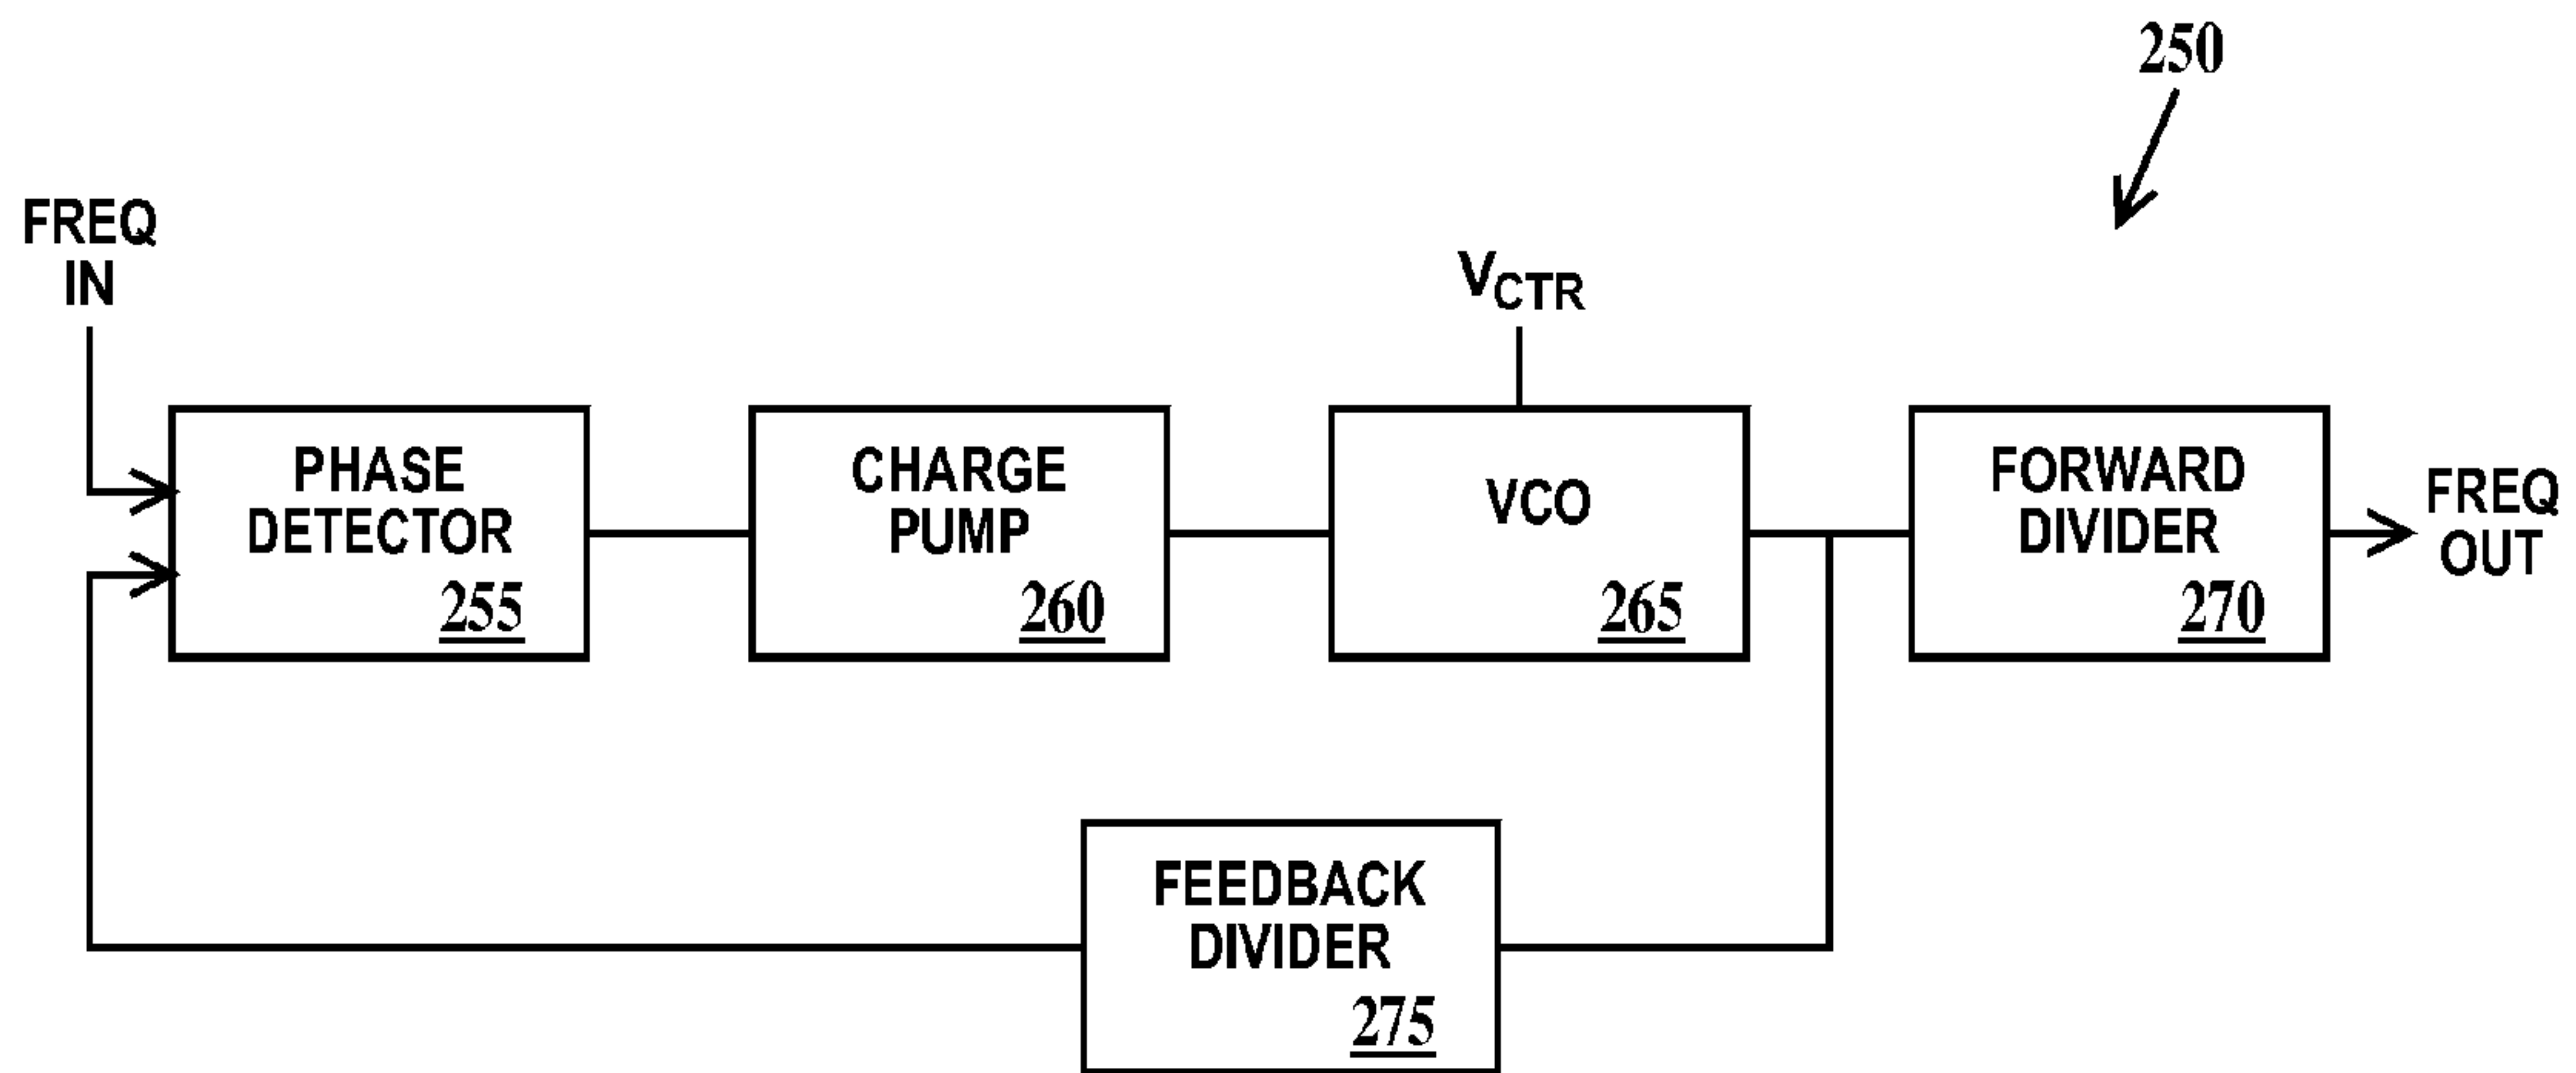 250
FREQ
IN
VCTR
PHASE
DETECTOR
255
CHARGE
PUMP
260
VCO
265
FORWARD
DIVIDER
270
FREQ
OUT
FEEDBACK
DIVIDER
275